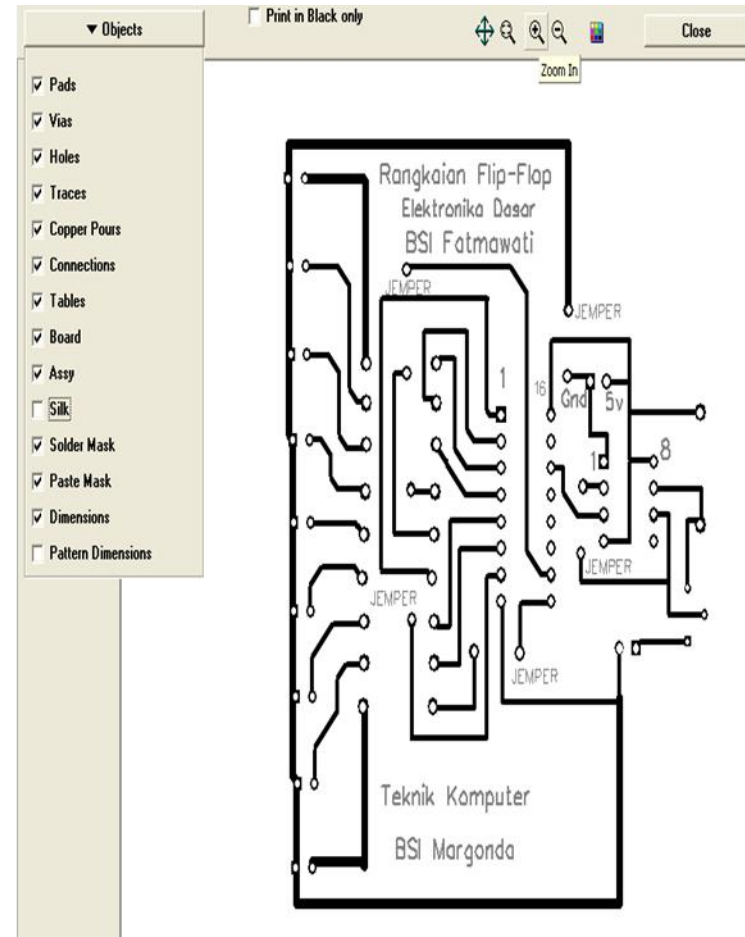 ▼ Objects
Print in Black only
Close
Zoom In
Pads
Vias
Holes
Traces
Copper Pours
Connections
Tables
Board
Assy
Silk
Solder Mask
Paste Mask
Dimensions
Pattern Dimensions
Rangkaian Flip-Flop
Elektronika Dasar
BSI Fatmawati
JEMPER
JEMPER
1
16
Gnd
5v
1
8
JEMPER
JEMPER
JEMPER
Teknik Komputer
BSI Margonda